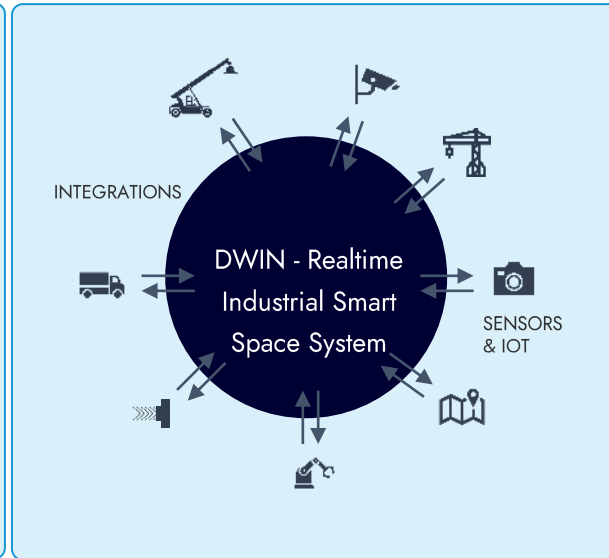 INTEGRATIONS
DWIN - Realtime
Industrial Smart
Space System
SENSORS
& IOT